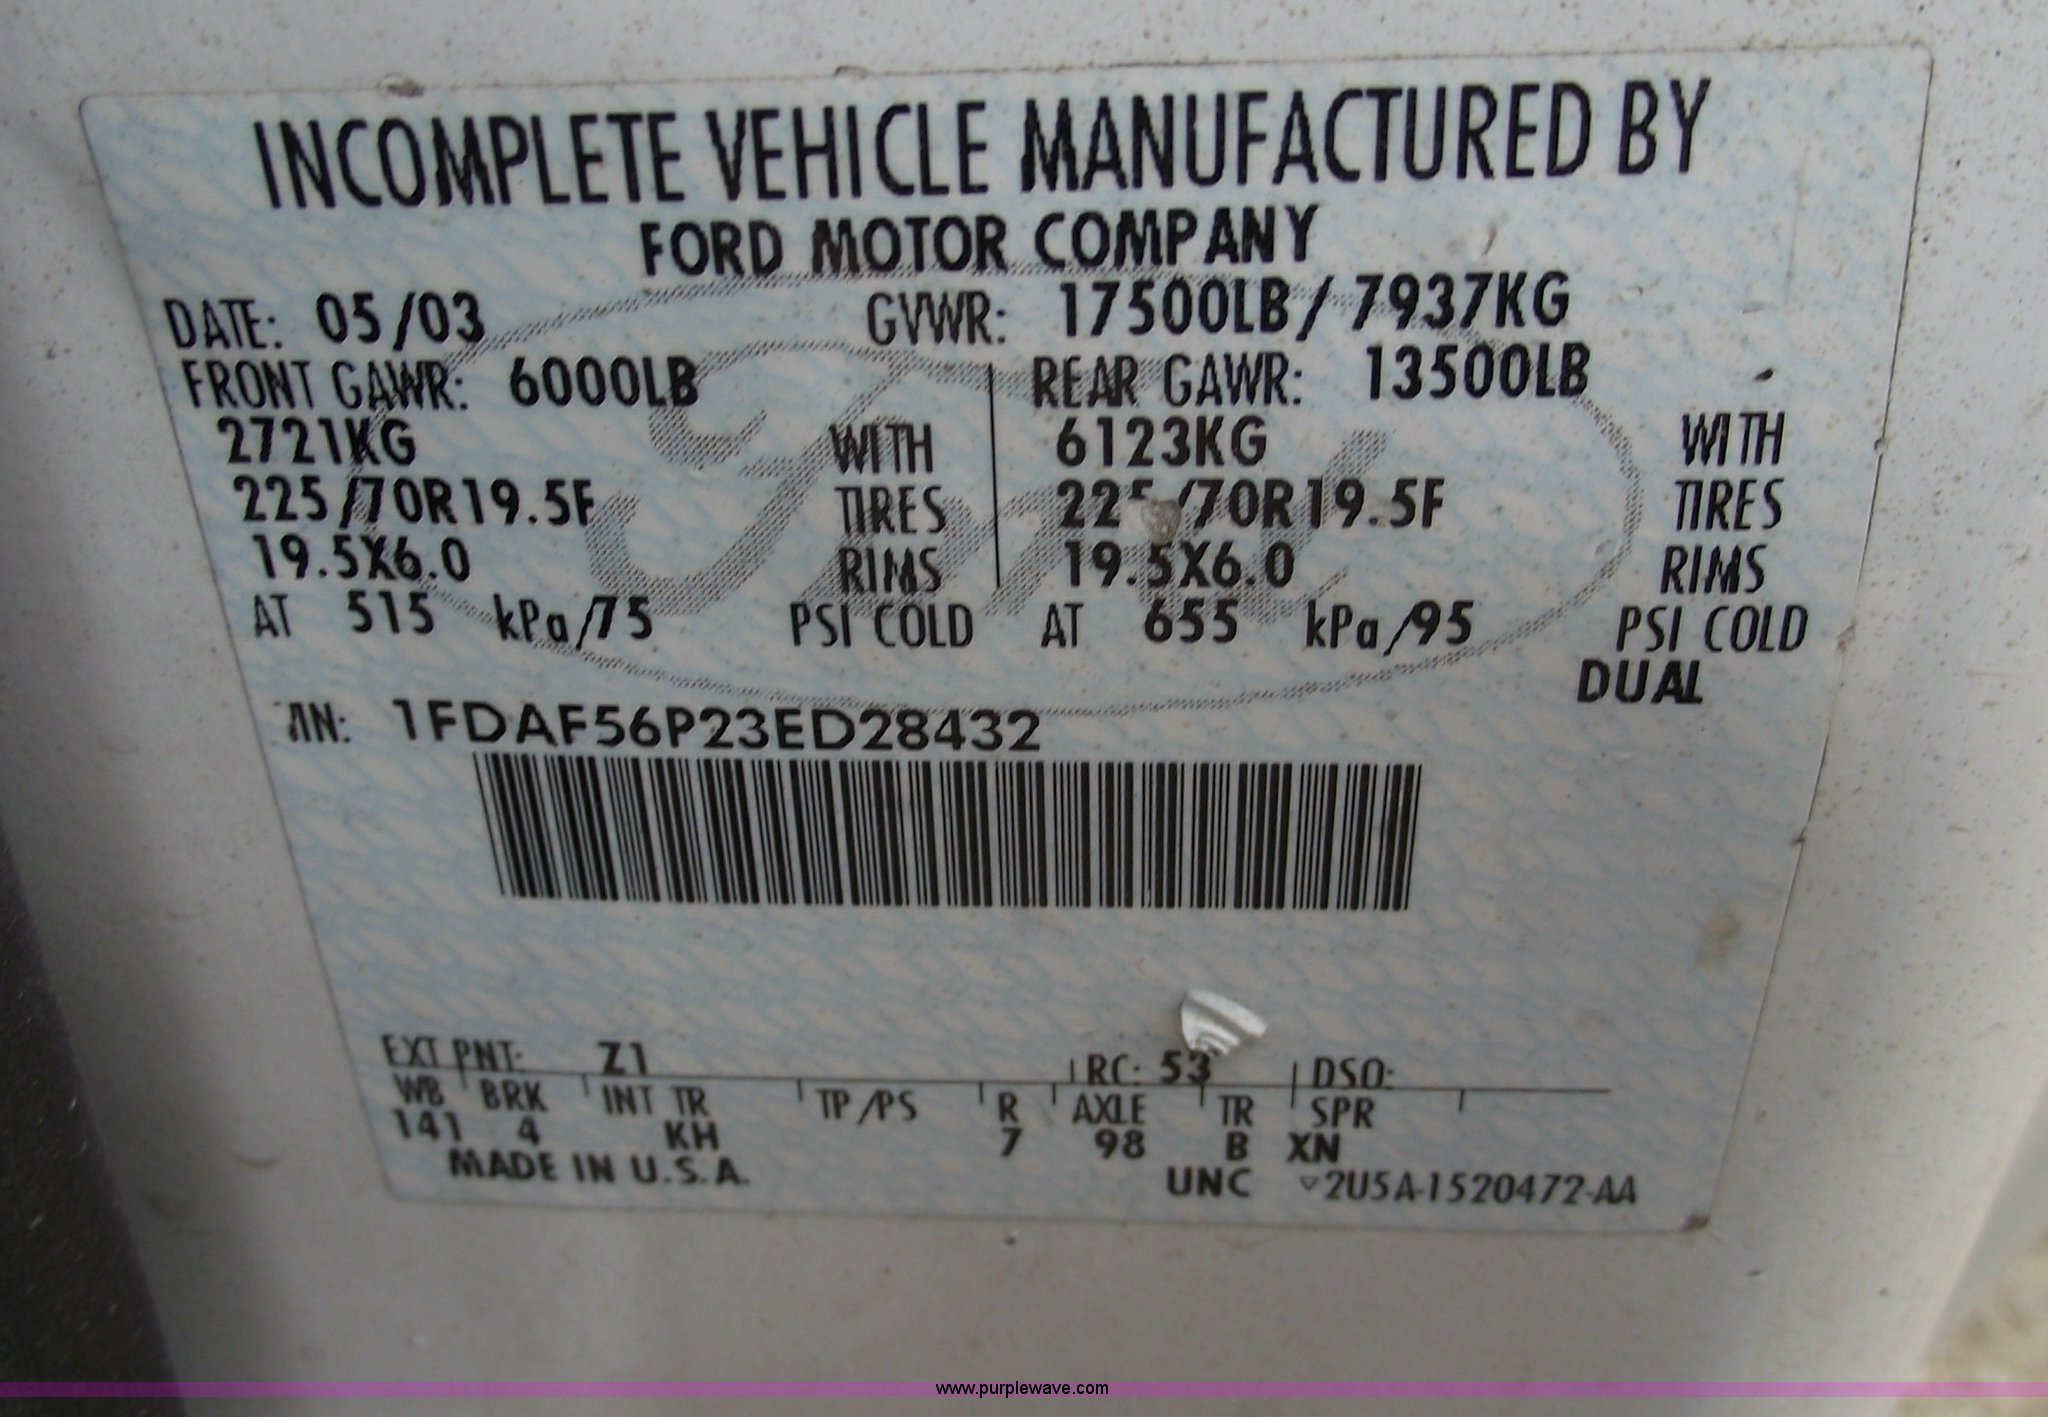 INCOMPLETE VEHICLE MANUFACTURED BY
FORD MOTOR COMPANY
DATE: 05/03 GVWR: 17500LB/ 7937KG
FRONT GAWR: 6000LB REAR GAWR: 13500LB
2721KG WITH 6123KG WITH
225/70R19.5F TIRES 225/70R19.5F TIRES
19.5X6.0 RIMS 19.5X6.0 RIMS
AT 515 kPa/75 PSI COLD AT 655 kPa/95 PSI COLD
DUAL
VIN: 1FDAF56P23ED28432
EXT PNT: Z1 RC: 53 DSO:
WB BRK INT TR TP/PS R AXLE TR SPR
141 4 KH 7 98 B XN
MADE IN U.S.A. UNC ▽2U5A-1520472-AA
www.purplewave.com